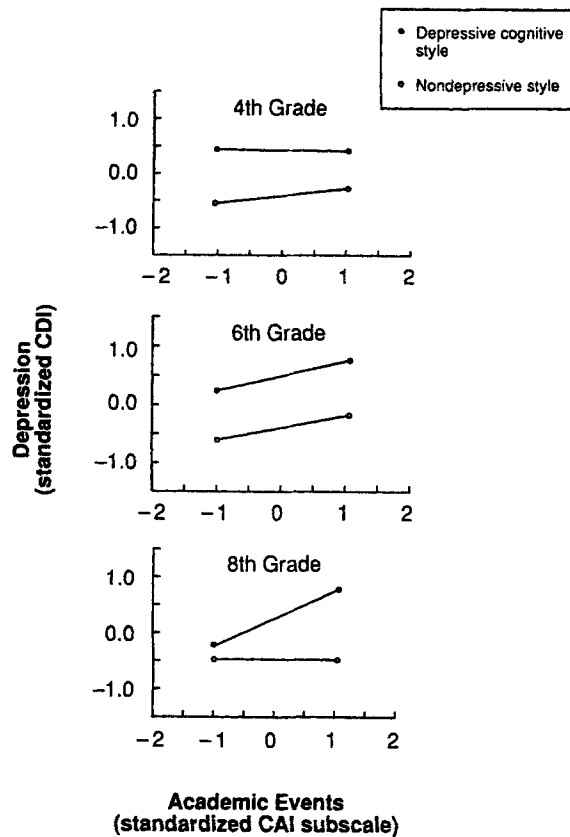 • Depressive cognitive
style
• Nondepressive style
4th Grade
1.0
0.0
−1.0
−2 −1 0 1 2
6th Grade
1.0
0.0
−1.0
−2 −1 0 1 2
8th Grade
1.0
0.0
−1.0
−2 −1 0 1 2
Depression
(standardized CDI)
Academic Events
(standardized CAI subscale)